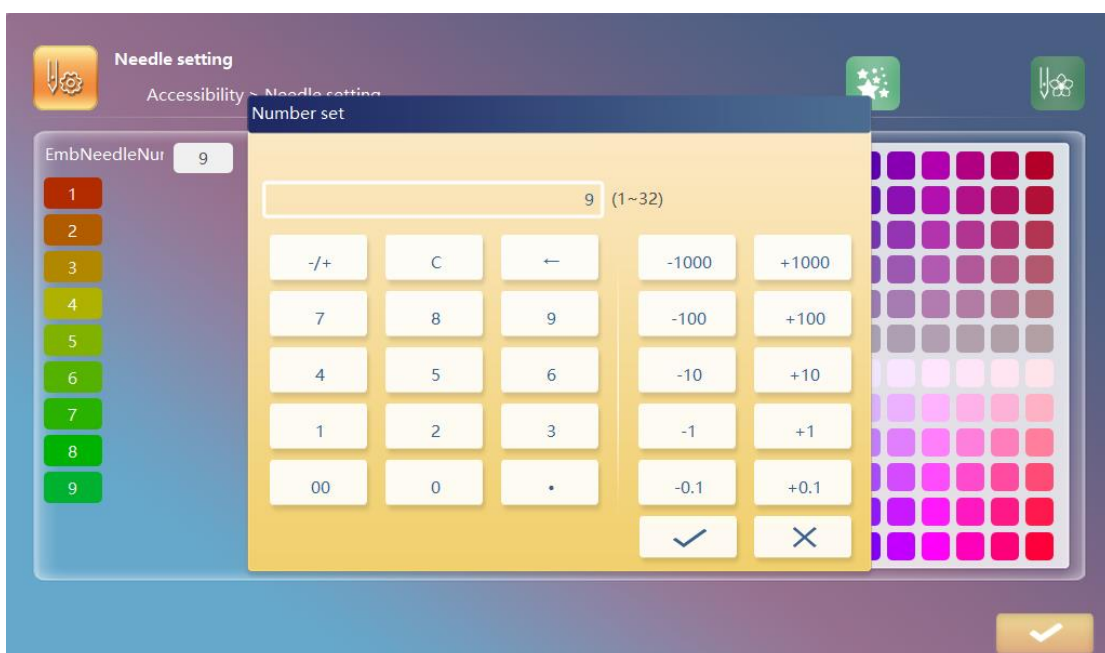 Needle setting
Accessibility > Needle setting
Number set
EmbNeedleNur 9
9 (1~32)
1
2
3
4
5
6
7
8
9
-/+ C ← -1000 +1000
7 8 9 -100 +100
4 5 6 -10 +10
1 2 3 -1 +1
00 0 . -0.1 +0.1